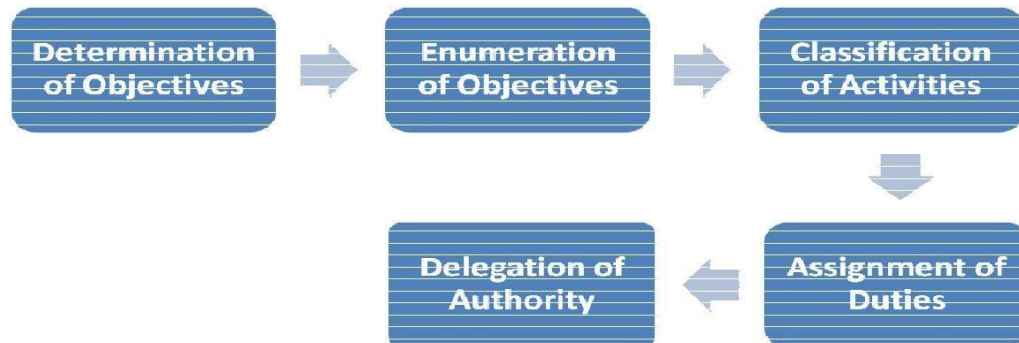 Determination
of Objectives
Enumeration
of Objectives
Classification
of Activities
Assignment of
Duties
Delegation of
Authority